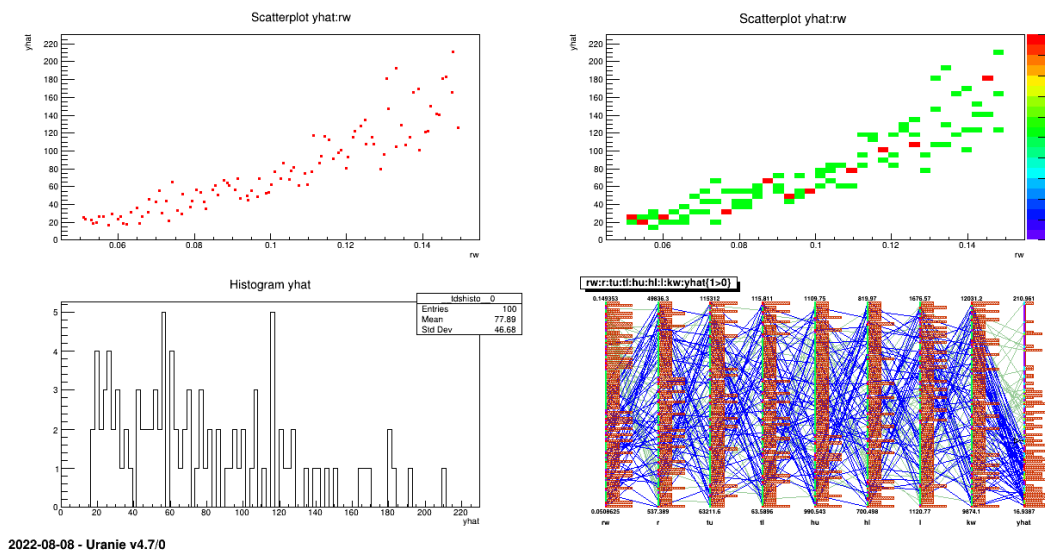 Scatterplot yhat:rw
Scatterplot yhat:rw
yhat
220
200
180
160
140
120
100
80
60
40
20
0
0.06
0.08
0.1
0.12
0.14
rw
yhat
220
200
180
160
140
120
100
80
60
40
20
0
0.06
0.08
0.1
0.12
0.14
rw
Histogram yhat
__tdshisto__0
Entries 100
Mean 77.89
Std Dev 46.68
5
4
3
2
1
0
0 20 40 60 80 100 120 140 160 180 200 220
yhat
rw:r:tu:tl:hu:hl:l:kw:yhat{1>0}
0.149353 49836.3 115312 115.811 1109.75 819.97 1676.57 12031.2 210.961
0.0508625 537.389 63211.6 63.5895 990.543 700.498 1120.77 9874.1 16.9387
rw r tu tl hu hl l kw yhat
2022-08-08 - Uranie v4.7/0